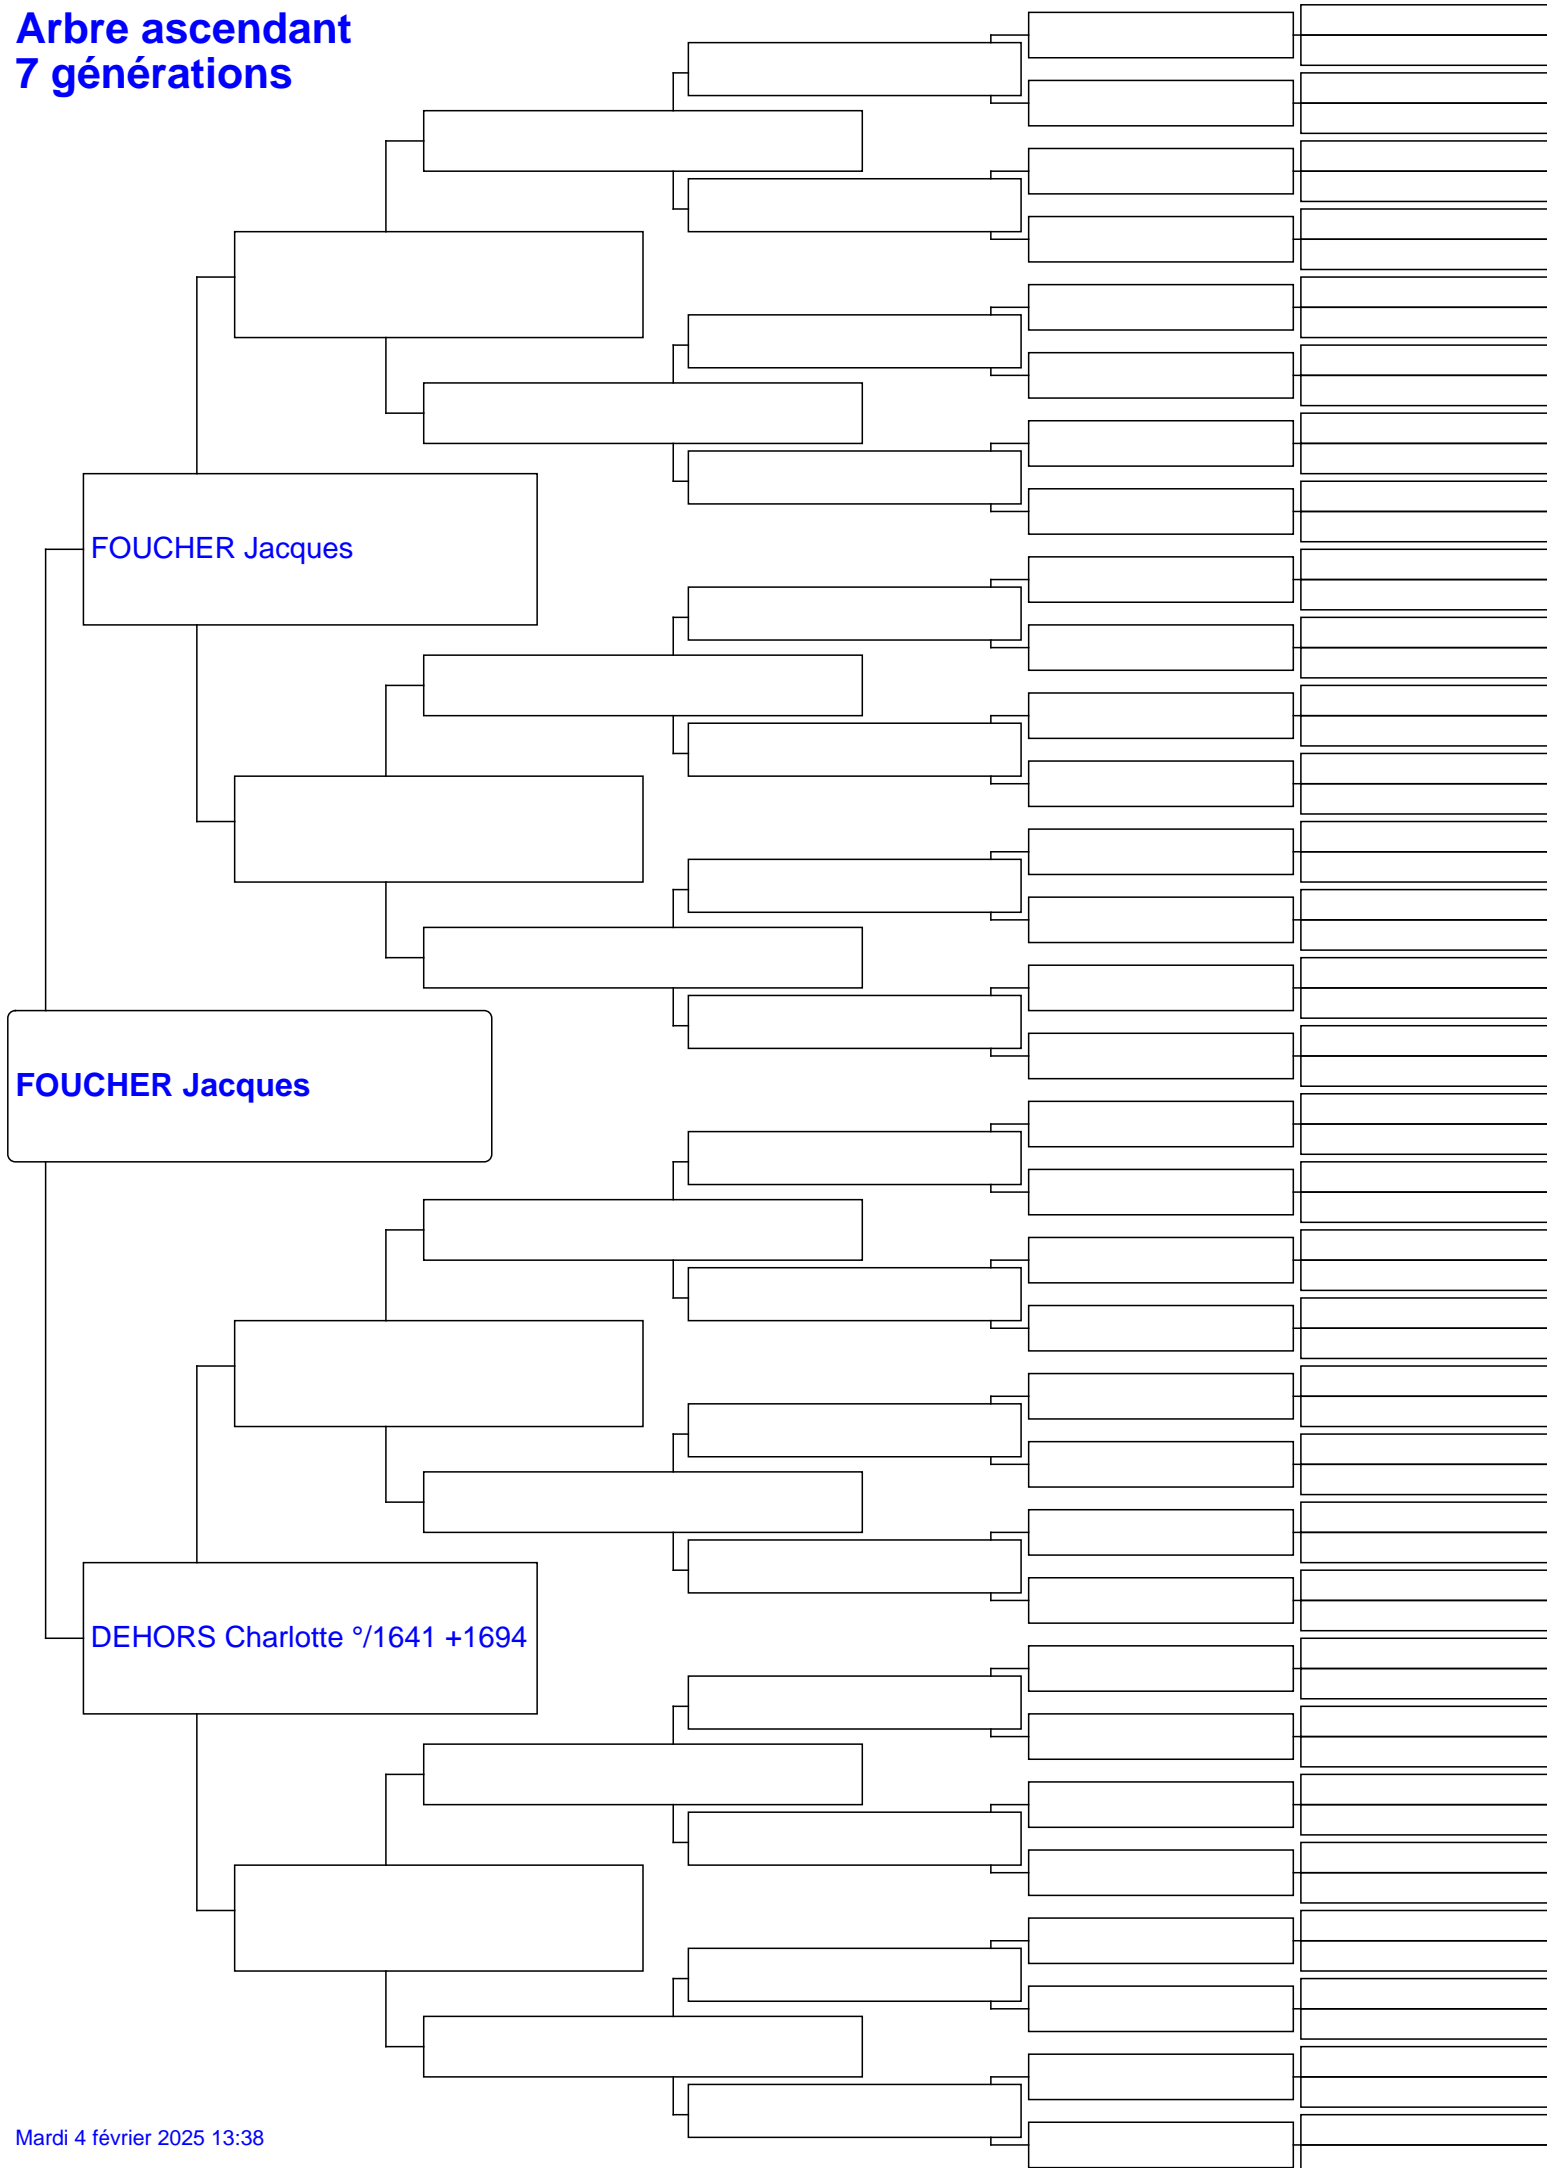 Arbre ascendant
7 générations
FOUCHER Jacques
FOUCHER Jacques
DEHORS Charlotte °/1641 +1694
Mardi 4 février 2025 13:38